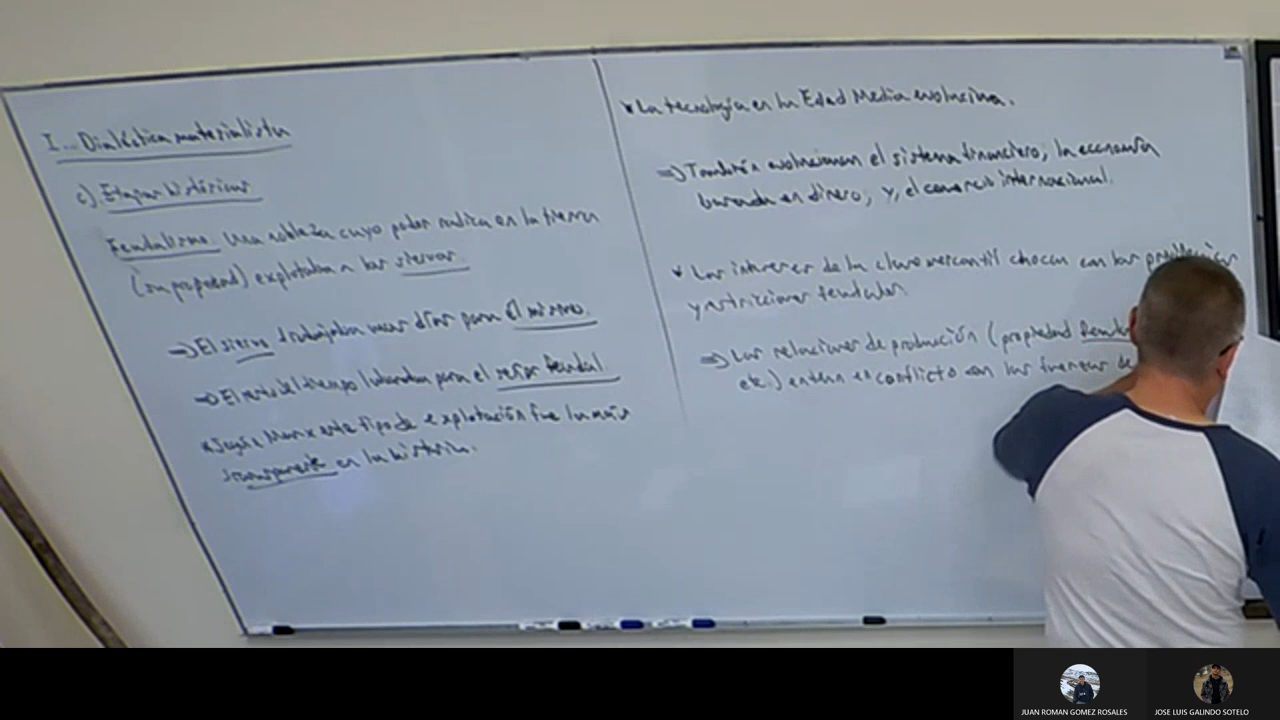 I.. Dialéctica materialista
c). Etapas históricas
Feudalismo. Una nobleza cuyo poder radica en la tierra
(su propiedad) explotaba a los siervos.
=> El siervo trabajaba unos días para él mismo.
=> El resto del tiempo laboraba para el señor feudal.
* Según Marx este tipo de explotación fue la más
transparente en la historia.
* La tecnología en la Edad Media evoluciona.
=> También evolucionan el sistema financiero, la economía
basada en dinero, y, el comercio internacional.
* Los intereses de la clase mercantil chocan con las
y restricciones feudales.
=> Las relaciones de producción (propiedad
etc.) entran en conflicto con las fuerzas de
JUAN ROMAN GOMEZ ROSALES
JOSE LUIS GALINDO SOTELO